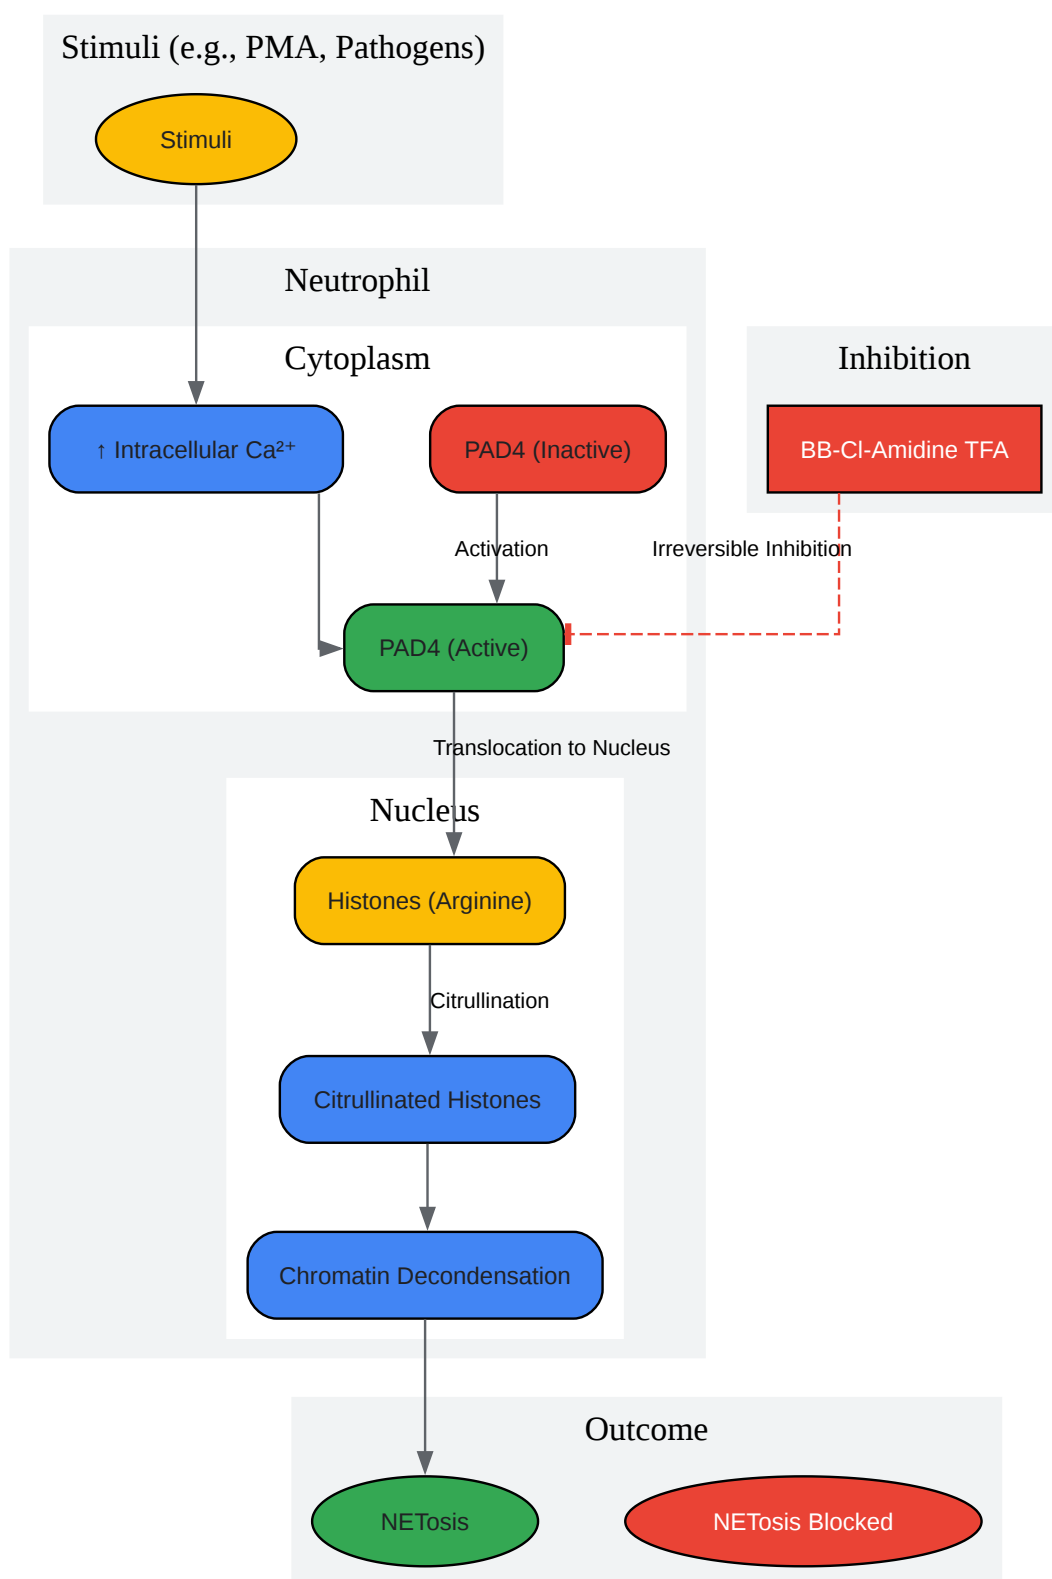 Stimuli (e.g., PMA, Pathogens)
Stimuli
Neutrophil
Cytoplasm
Inhibition
↑ Intracellular Ca²⁺
PAD4 (Inactive)
BB-Cl-Amidine TFA
Activation
Irreversible Inhibition
PAD4 (Active)
Translocation to Nucleus
Nucleus
Histones (Arginine)
Citrullination
Citrullinated Histones
Chromatin Decondensation
Outcome
NETosis
NETosis Blocked